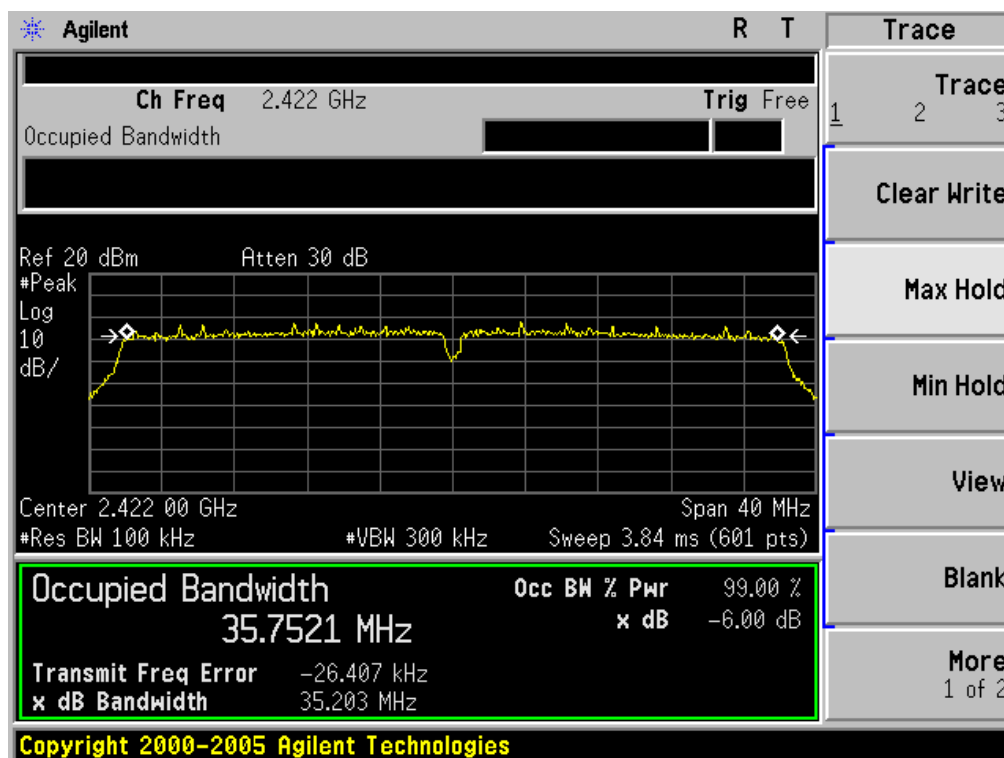 Agilent R T Trace
Ch Freq 2.422 GHz Trig Free
Occupied Bandwidth
Trace
1 2 3
Clear Write
Max Hold
Min Hold
View
Blank
More
1 of 2
Ref 20 dBm Atten 30 dB
#Peak
Log
10
dB/
Center 2.422 00 GHz Span 40 MHz
#Res BW 100 kHz #VBW 300 kHz Sweep 3.84 ms (601 pts)
Occupied Bandwidth
35.7521 MHz
Occ BW % Pwr 99.00 %
x dB -6.00 dB
Transmit Freq Error -26.407 kHz
x dB Bandwidth 35.203 MHz
Copyright 2000-2005 Agilent Technologies